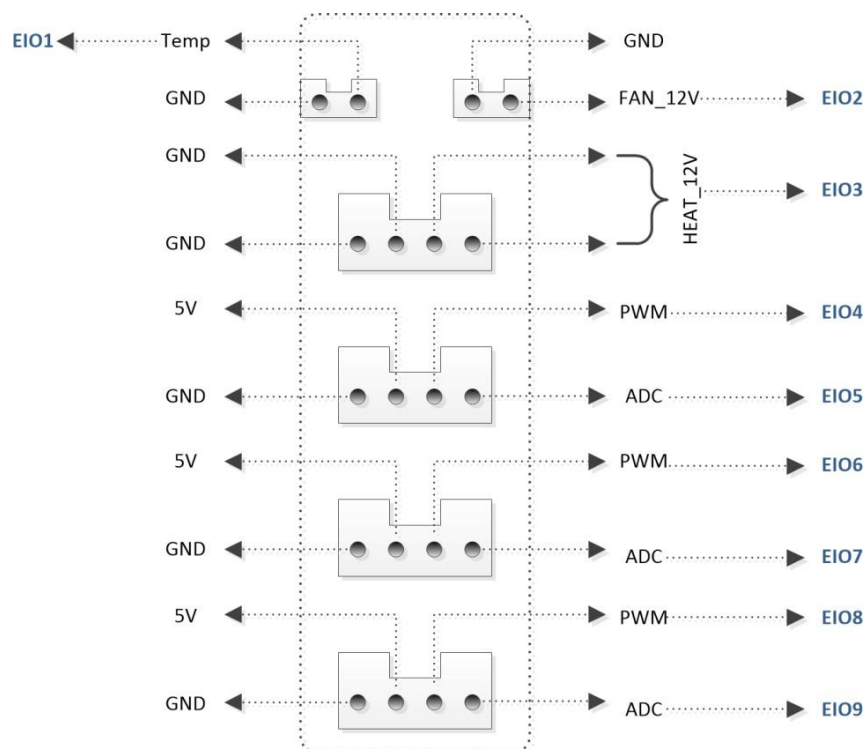 EIO1 Temp GND
GND FAN_12V EIO2
GND
HEAT_12V EIO3
GND
5V PWM EIO4
GND ADC EIO5
5V PWM EIO6
GND ADC EIO7
5V PWM EIO8
GND ADC EIO9